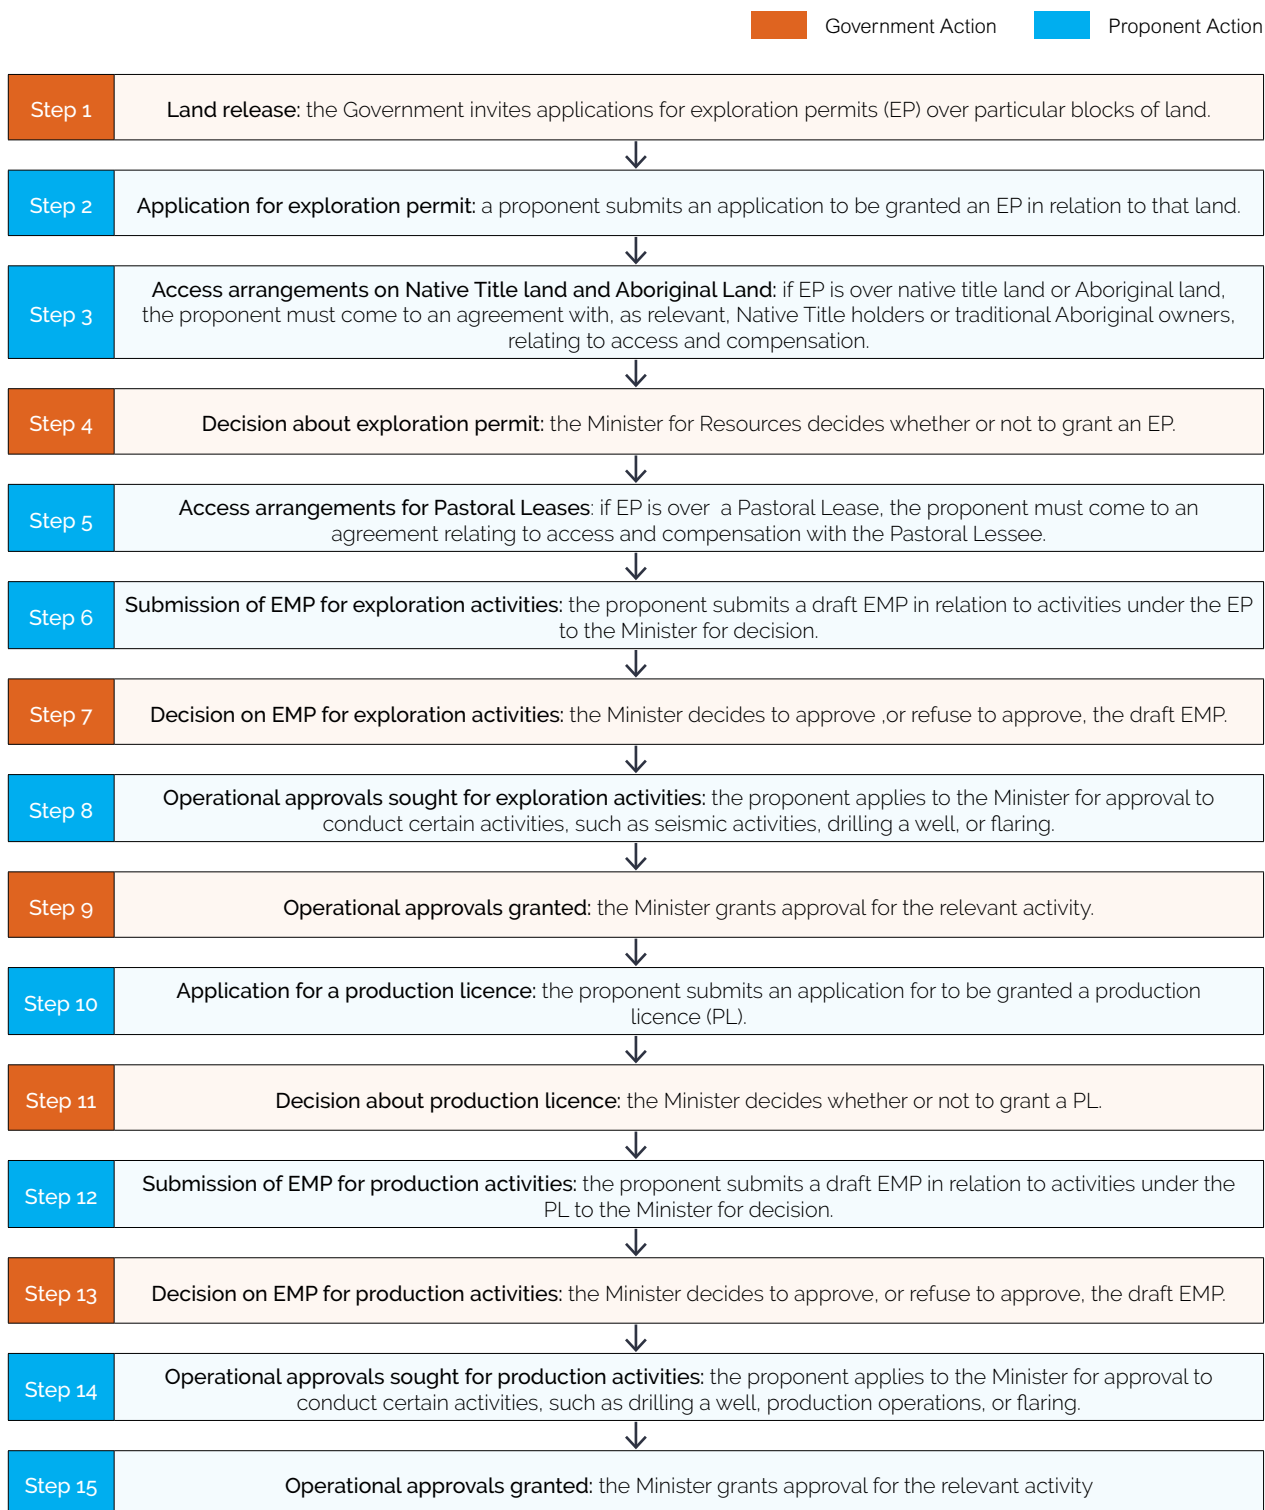 Government Action
Proponent Action
Step 1
Land release: the Government invites applications for exploration permits (EP) over particular blocks of land.
Step 2
Application for exploration permit: a proponent submits an application to be granted an EP in relation to that land.
Step 3
Access arrangements on Native Title land and Aboriginal Land: if EP is over native title land or Aboriginal land,
the proponent must come to an agreement with, as relevant, Native Title holders or traditional Aboriginal owners,
relating to access and compensation.
Step 4
Decision about exploration permit: the Minister for Resources decides whether or not to grant an EP.
Step 5
Access arrangements for Pastoral Leases: if EP is over a Pastoral Lease, the proponent must come to an
agreement relating to access and compensation with the Pastoral Lessee.
Step 6
Submission of EMP for exploration activities: the proponent submits a draft EMP in relation to activities under the EP
to the Minister for decision.
Step 7
Decision on EMP for exploration activities: the Minister decides to approve ,or refuse to approve, the draft EMP.
Step 8
Operational approvals sought for exploration activities: the proponent applies to the Minister for approval to
conduct certain activities, such as seismic activities, drilling a well, or flaring.
Step 9
Operational approvals granted: the Minister grants approval for the relevant activity.
Step 10
Application for a production licence: the proponent submits an application for to be granted a production
licence (PL).
Step 11
Decision about production licence: the Minister decides whether or not to grant a PL.
Step 12
Submission of EMP for production activities: the proponent submits a draft EMP in relation to activities under the
PL to the Minister for decision.
Step 13
Decision on EMP for production activities: the Minister decides to approve, or refuse to approve, the draft EMP.
Step 14
Operational approvals sought for production activities: the proponent applies to the Minister for approval to
conduct certain activities, such as drilling a well, production operations, or flaring.
Step 15
Operational approvals granted: the Minister grants approval for the relevant activity